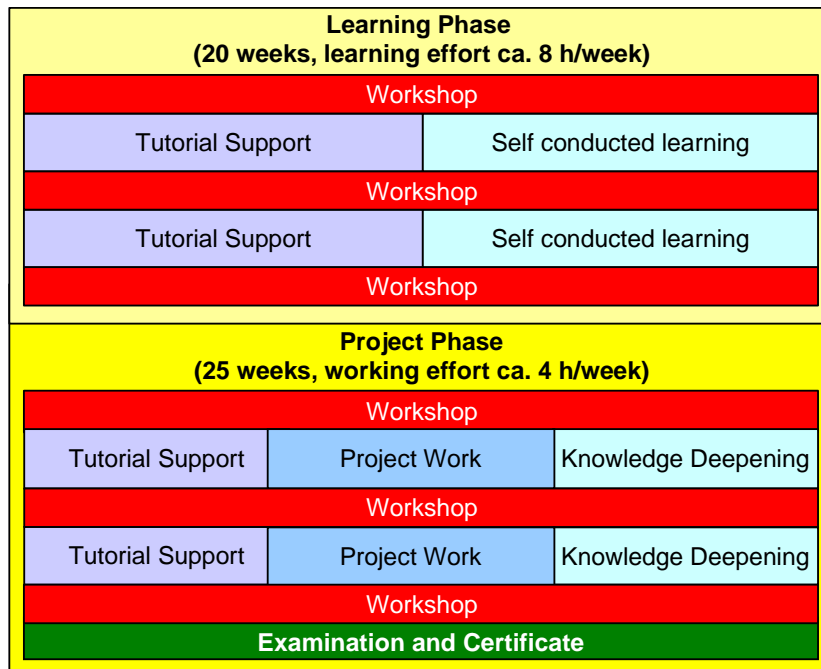 Learning Phase
(20 weeks, learning effort ca. 8 h/week)
Workshop
Tutorial Support Self conducted learning
Workshop
Tutorial Support Self conducted learning
Workshop
Project Phase
(25 weeks, working effort ca. 4 h/week)
Workshop
Tutorial Support Project Work Knowledge Deepening
Workshop
Tutorial Support Project Work Knowledge Deepening
Workshop
Examination and Certificate